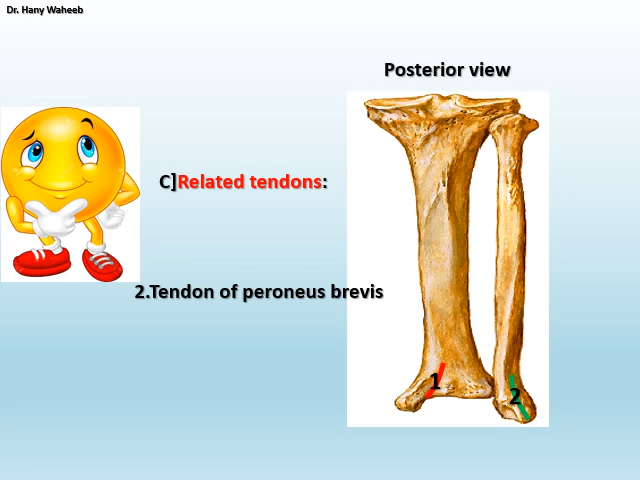 Dr. Hany Waheeb
Posterior view
C]Related tendons:
2.Tendon of peroneus brevis
1
2